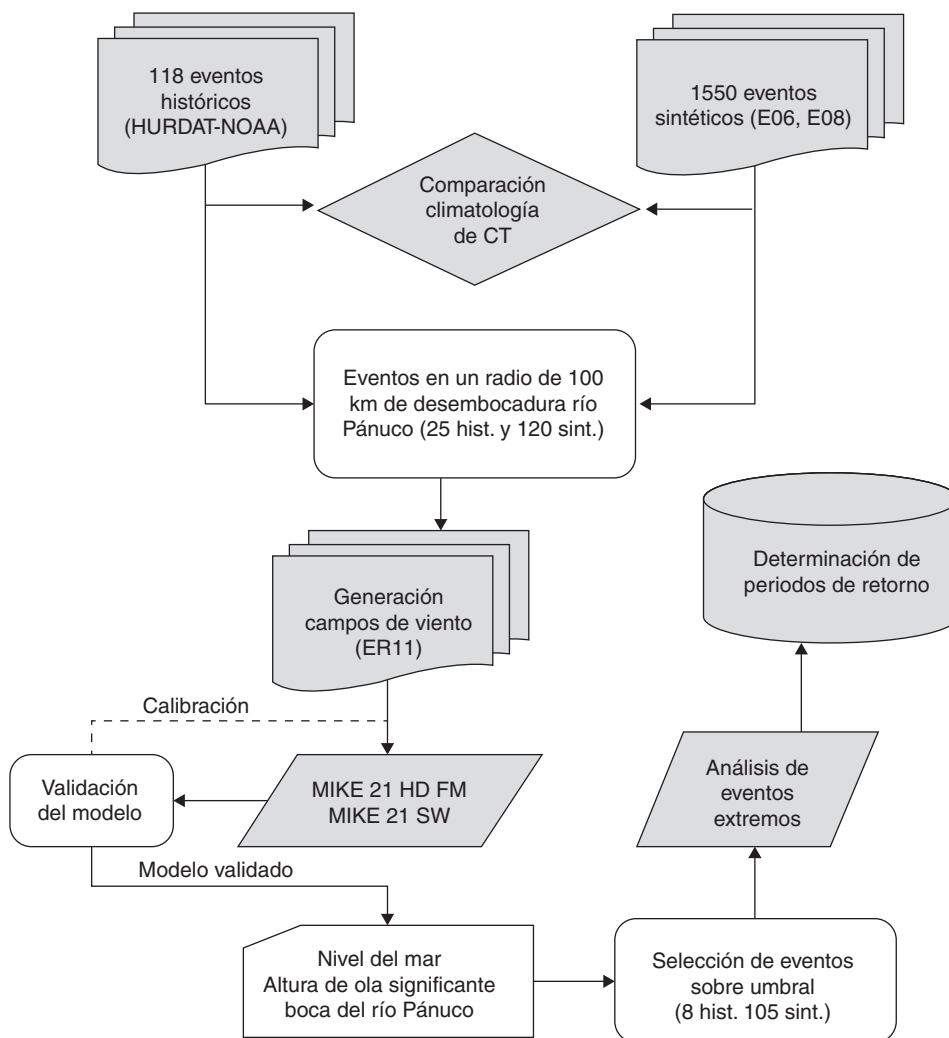 118 eventos
históricos
(HURDAT-NOAA)
1550 eventos
sintéticos (E06, E08)
Comparación
climatología
de CT
Eventos en un radio de 100
km de desembocadura río
Pánuco (25 hist. y 120 sint.)
Generación
campos de viento
(ER11)
Calibración
MIKE 21 HD FM
MIKE 21 SW
Validación
del modelo
Modelo validado
Nivel del mar
Altura de ola significante
boca del río Pánuco
Selección de eventos
sobre umbral
(8 hist. 105 sint.)
Análisis de
eventos
extremos
Determinación de
periodos de retorno